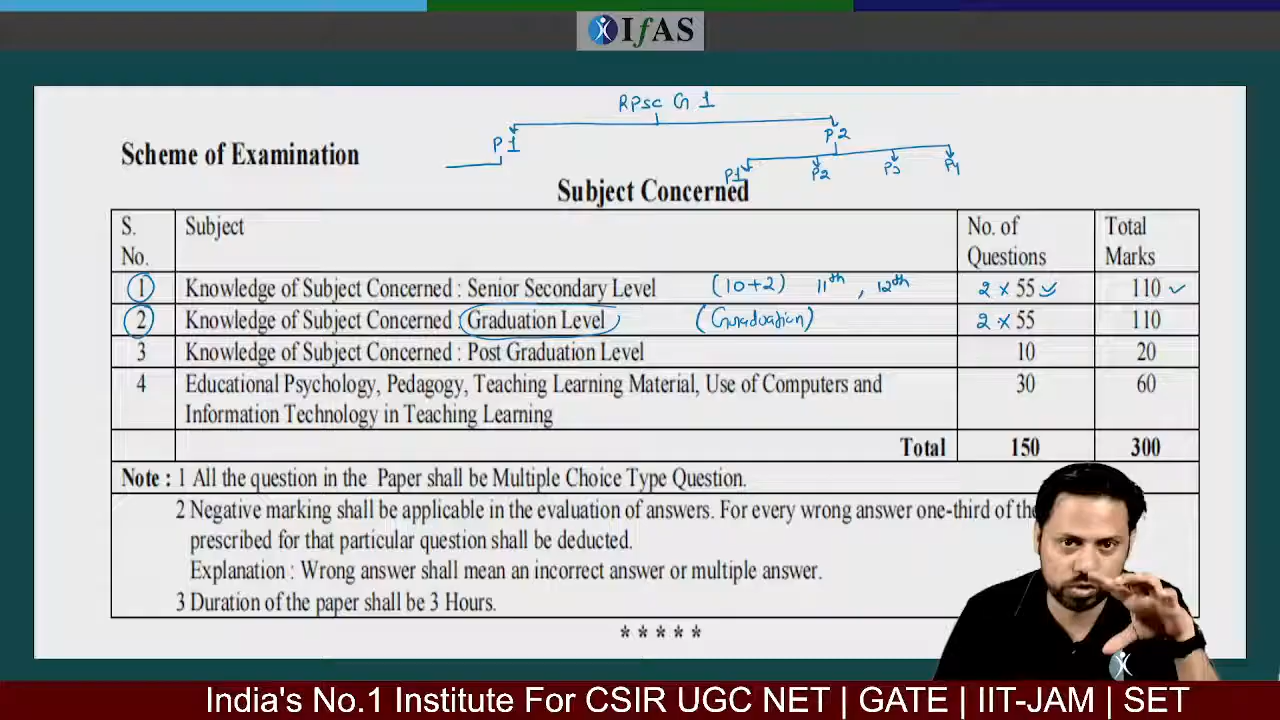 IfAS
RPSC G 1
P1 P2
P1 P2 P3 P4
Scheme of Examination
Subject Concerned
S. No. Subject No. of Questions Total Marks
1 Knowledge of Subject Concerned : Senior Secondary Level (10+2) 11th , 12th 2 × 55 110
2 Knowledge of Subject Concerned : Graduation Level (Graduation) 2 × 55 110
3 Knowledge of Subject Concerned : Post Graduation Level 10 20
4 Educational Psychology, Pedagogy, Teaching Learning Material, Use of Computers and 30 60
Information Technology in Teaching Learning
Total 150 300
Note : 1 All the question in the Paper shall be Multiple Choice Type Question.
2 Negative marking shall be applicable in the evaluation of answers. For every wrong answer one-third of the
prescribed for that particular question shall be deducted.
Explanation : Wrong answer shall mean an incorrect answer or multiple answer.
3 Duration of the paper shall be 3 Hours.
*****
India's No.1 Institute For CSIR UGC NET | GATE | IIT-JAM | SET